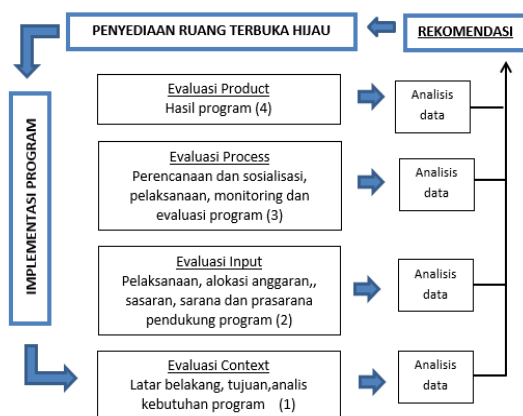 PENYEDIAAN RUANG TERBUKA HIJAU
REKOMENDASI
IMPLEMENTASI PROGRAM
Evaluasi Product
Hasil program (4)
Analisis
data
Evaluasi Process
Perencanaan dan sosialisasi,
pelaksanaan, monitoring dan
evaluasi program (3)
Analisis
data
Evaluasi Input
Pelaksanaan, alokasi anggaran,,
sasaran, sarana dan prasarana
pendukung program (2)
Analisis
data
Evaluasi Context
Latar belakang, tujuan,analis
kebutuhan program (1)
Analisis
data